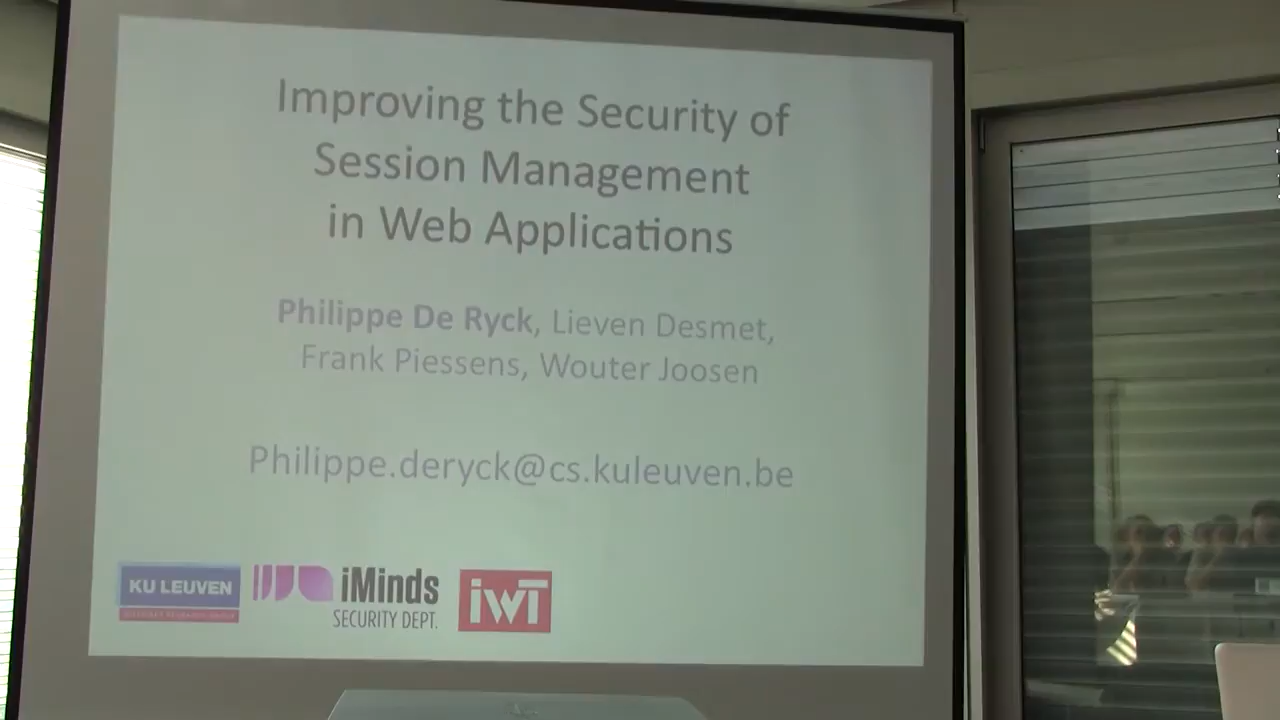 Improving the Security of
Session Management
in Web Applications
Philippe De Ryck, Lieven Desmet,
Frank Piessens, Wouter Joosen
Philippe.deryck@cs.kuleuven.be
KU LEUVEN
iMinds
SECURITY DEPT.
iWT